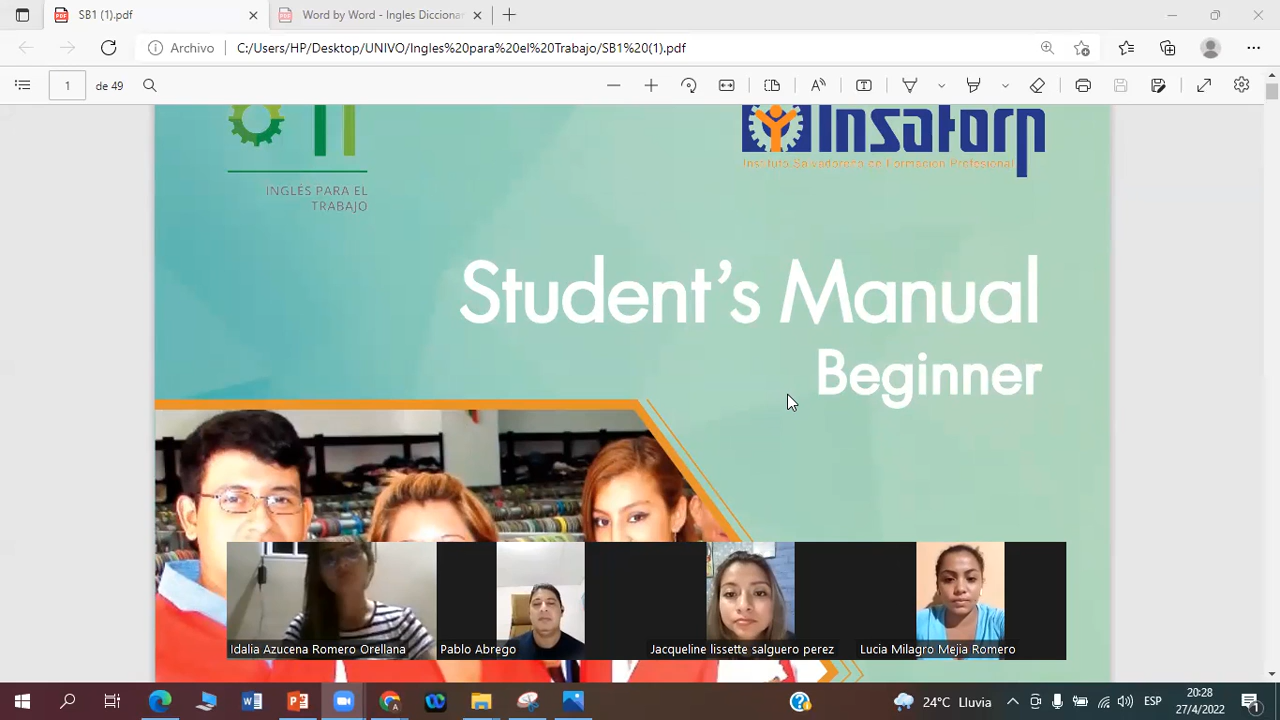 SB1 (1).pdf
Word by Word - Ingles Dicciona
Archivo
C:/Users/HP/Desktop/UNIVO/Ingles%20para%20el%20Trabajo/SB1%20(1).pdf
1
de 49
INGLÉS PARA EL
TRABAJO
Insaforp
Instituto Salvadoreño de Formación Profesional
Student's Manual
Beginner
Idalia Azucena Romero Orellana
Pablo Abrego
Jacqueline lissette salguero perez
Lucia Milagro Mejia Romero
24°C Lluvia
ESP
20:28
27/4/2022
1